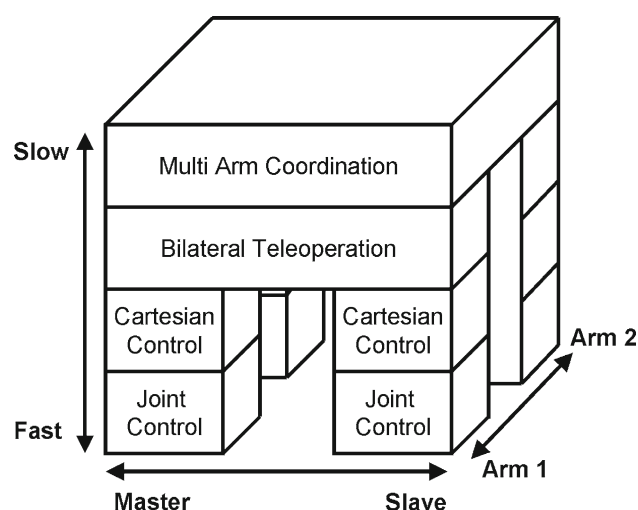 Slow
Multi Arm Coordination
Bilateral Teleoperation
Cartesian
Control
Cartesian
Control
Arm 2
Joint
Control
Joint
Control
Fast
Arm 1
Master
Slave